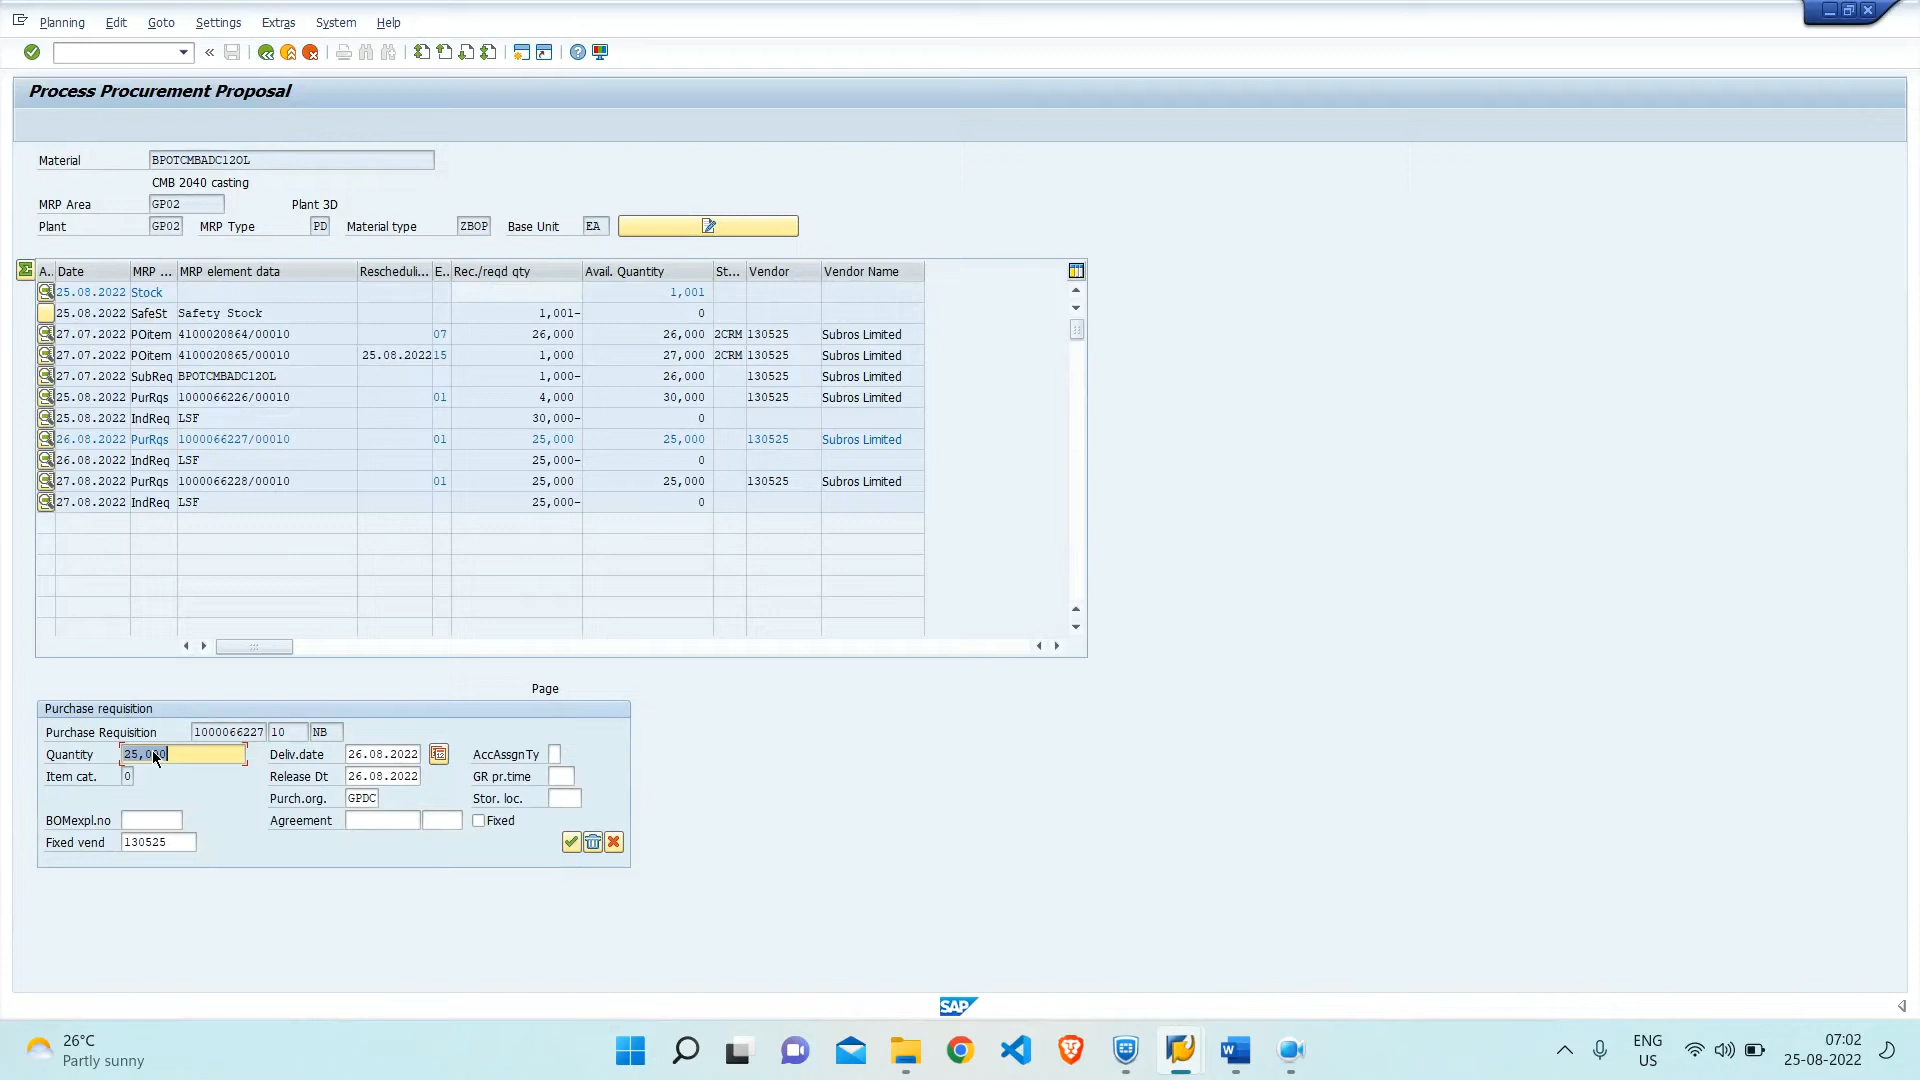 Planning Edit Goto Settings Extras System Help
Process Procurement Proposal
Material BPOTCMBADC12OL
CMB 2040 casting
MRP Area GP02 Plant 3D
Plant GP02 MRP Type PD Material type ZBOP Base Unit EA
A.. Date MRP ... MRP element data Rescheduli... E.. Rec./reqd qty Avail. Quantity St... Vendor Vendor Name
25.08.2022 Stock 1,001
25.08.2022 SafeSt Safety Stock 1,001- 0
27.07.2022 POitem 4100020864/00010 07 26,000 26,000 2CRM 130525 Subros Limited
27.07.2022 POitem 4100020865/00010 25.08.2022 15 1,000 27,000 2CRM 130525 Subros Limited
27.07.2022 SubReq BPOTCMBADC12OL 1,000- 26,000 130525 Subros Limited
25.08.2022 PurRqs 1000066226/00010 01 4,000 30,000 130525 Subros Limited
25.08.2022 IndReq LSF 30,000- 0
26.08.2022 PurRqs 1000066227/00010 01 25,000 25,000 130525 Subros Limited
26.08.2022 IndReq LSF 25,000- 0
27.08.2022 PurRqs 1000066228/00010 01 25,000 25,000 130525 Subros Limited
27.08.2022 IndReq LSF 25,000- 0
Page
Purchase requisition
Purchase Requisition 1000066227 10 NB
Quantity 25,000 Deliv.date 26.08.2022 AccAssgnTy
Item cat. 0 Release Dt 26.08.2022 GR pr.time
Purch.org. GPDC Stor. loc.
BOMexpl.no Agreement Fixed
Fixed vend 130525
SAP
26°C
Partly sunny
ENG
US
07:02
25-08-2022